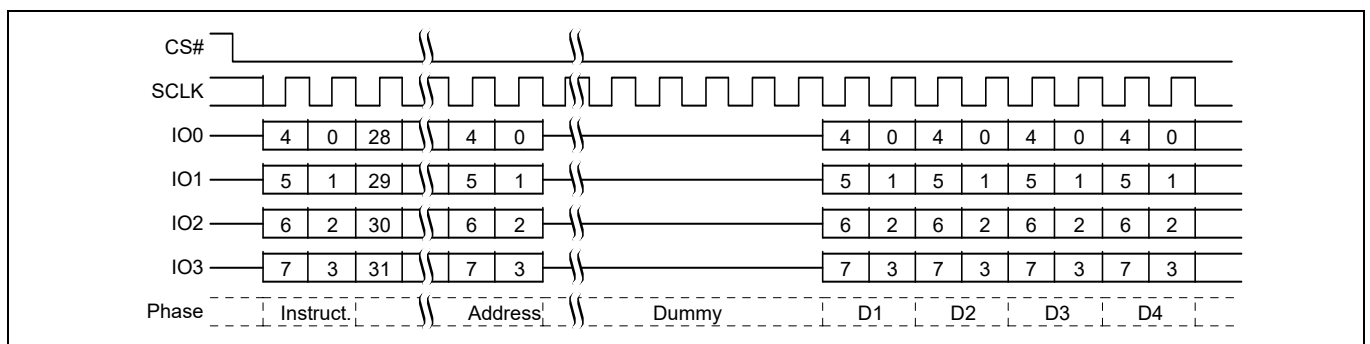 CS#
SCLK
IO0 4 0 28 4 0 4 0 4 0 4 0 4 0
IO1 5 1 29 5 1 5 1 5 1 5 1 5 1
IO2 6 2 30 6 2 6 2 6 2 6 2 6 2
IO3 7 3 31 7 3 7 3 7 3 7 3 7 3
Phase Instruct. Address Dummy D1 D2 D3 D4